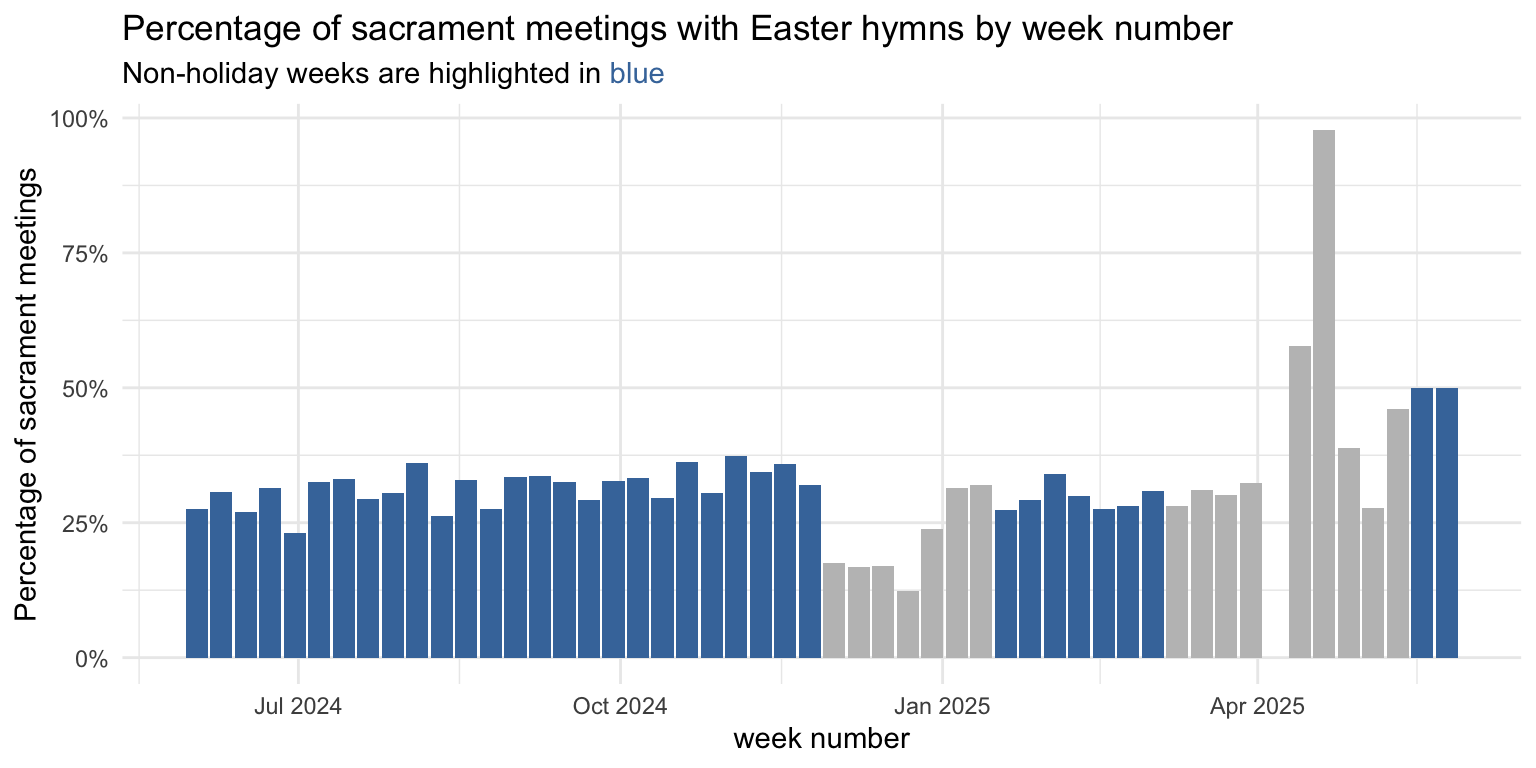 Percentage of sacrament meetings with Easter hymns by week number
Non-holiday weeks are highlighted in blue
Percentage of sacrament meetings
100%
75%
50%
25%
0%
Jul 2024
Oct 2024
Jan 2025
Apr 2025
week number